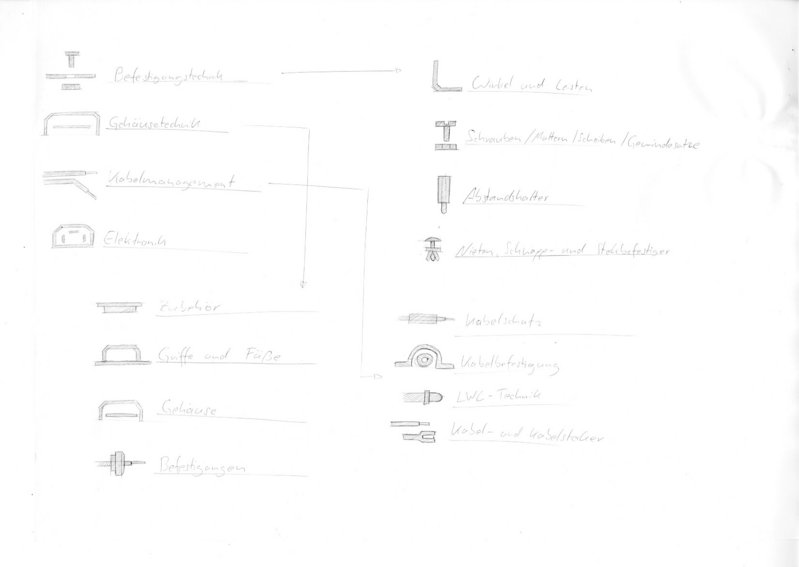 Befestigungstechnik
Gehäusetechnik
Kabelmanagement
Elektronik
Zubehör
Griffe und Füße
Gehäuse
Befestigungen
Winkel und Leisten
Schrauben / Muttern / Scheiben /
Abstandshalter
Nieten, Schnapp- und Steckbefestiger
Kabelschutz
Kabelbefestigung
LWL-Technik
Kabel- und Kabelstecker